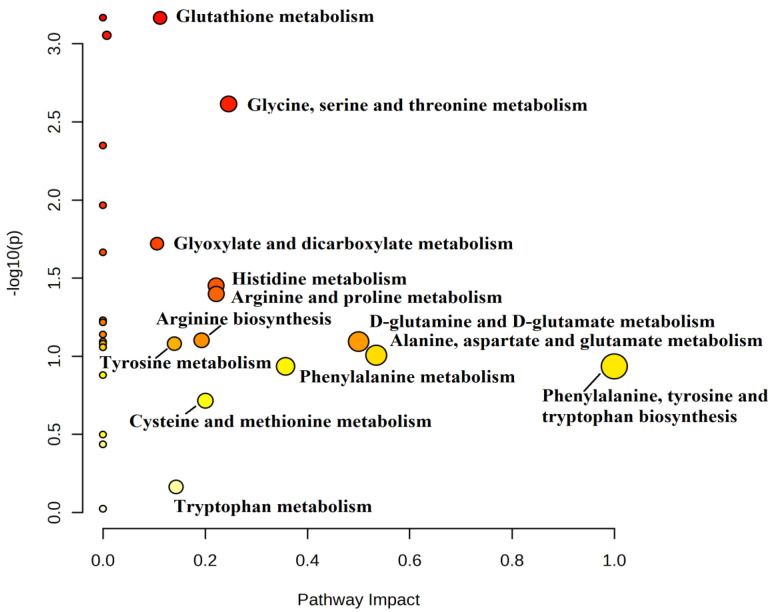 Glutathione metabolism
3.0
Glycine, serine and threonine metabolism
2.5
2.0
Glyoxylate and dicarboxylate metabolism
-log10(p)
1.5
Histidine metabolism
Arginine and proline metabolism
Arginine biosynthesis
D-glutamine and D-glutamate metabolism
Alanine, aspartate and glutamate metabolism
1.0
Tyrosine metabolism
Phenylalanine metabolism
Phenylalanine, tyrosine and
tryptophan biosynthesis
Cysteine and methionine metabolism
0.5
Tryptophan metabolism
0.0
0.0 0.2 0.4 0.6 0.8 1.0
Pathway Impact